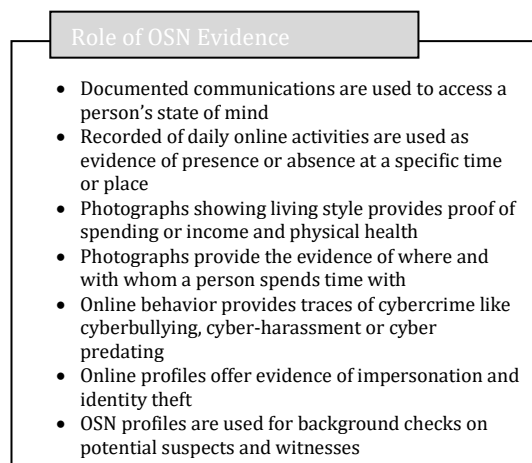 Role of OSN Evidence
• Documented communications are used to access a
person's state of mind
• Recorded of daily online activities are used as
evidence of presence or absence at a specific time
or place
• Photographs showing living style provides proof of
spending or income and physical health
• Photographs provide the evidence of where and
with whom a person spends time with
• Online behavior provides traces of cybercrime like
cyberbullying, cyber-harassment or cyber
predating
• Online profiles offer evidence of impersonation and
identity theft
• OSN profiles are used for background checks on
potential suspects and witnesses